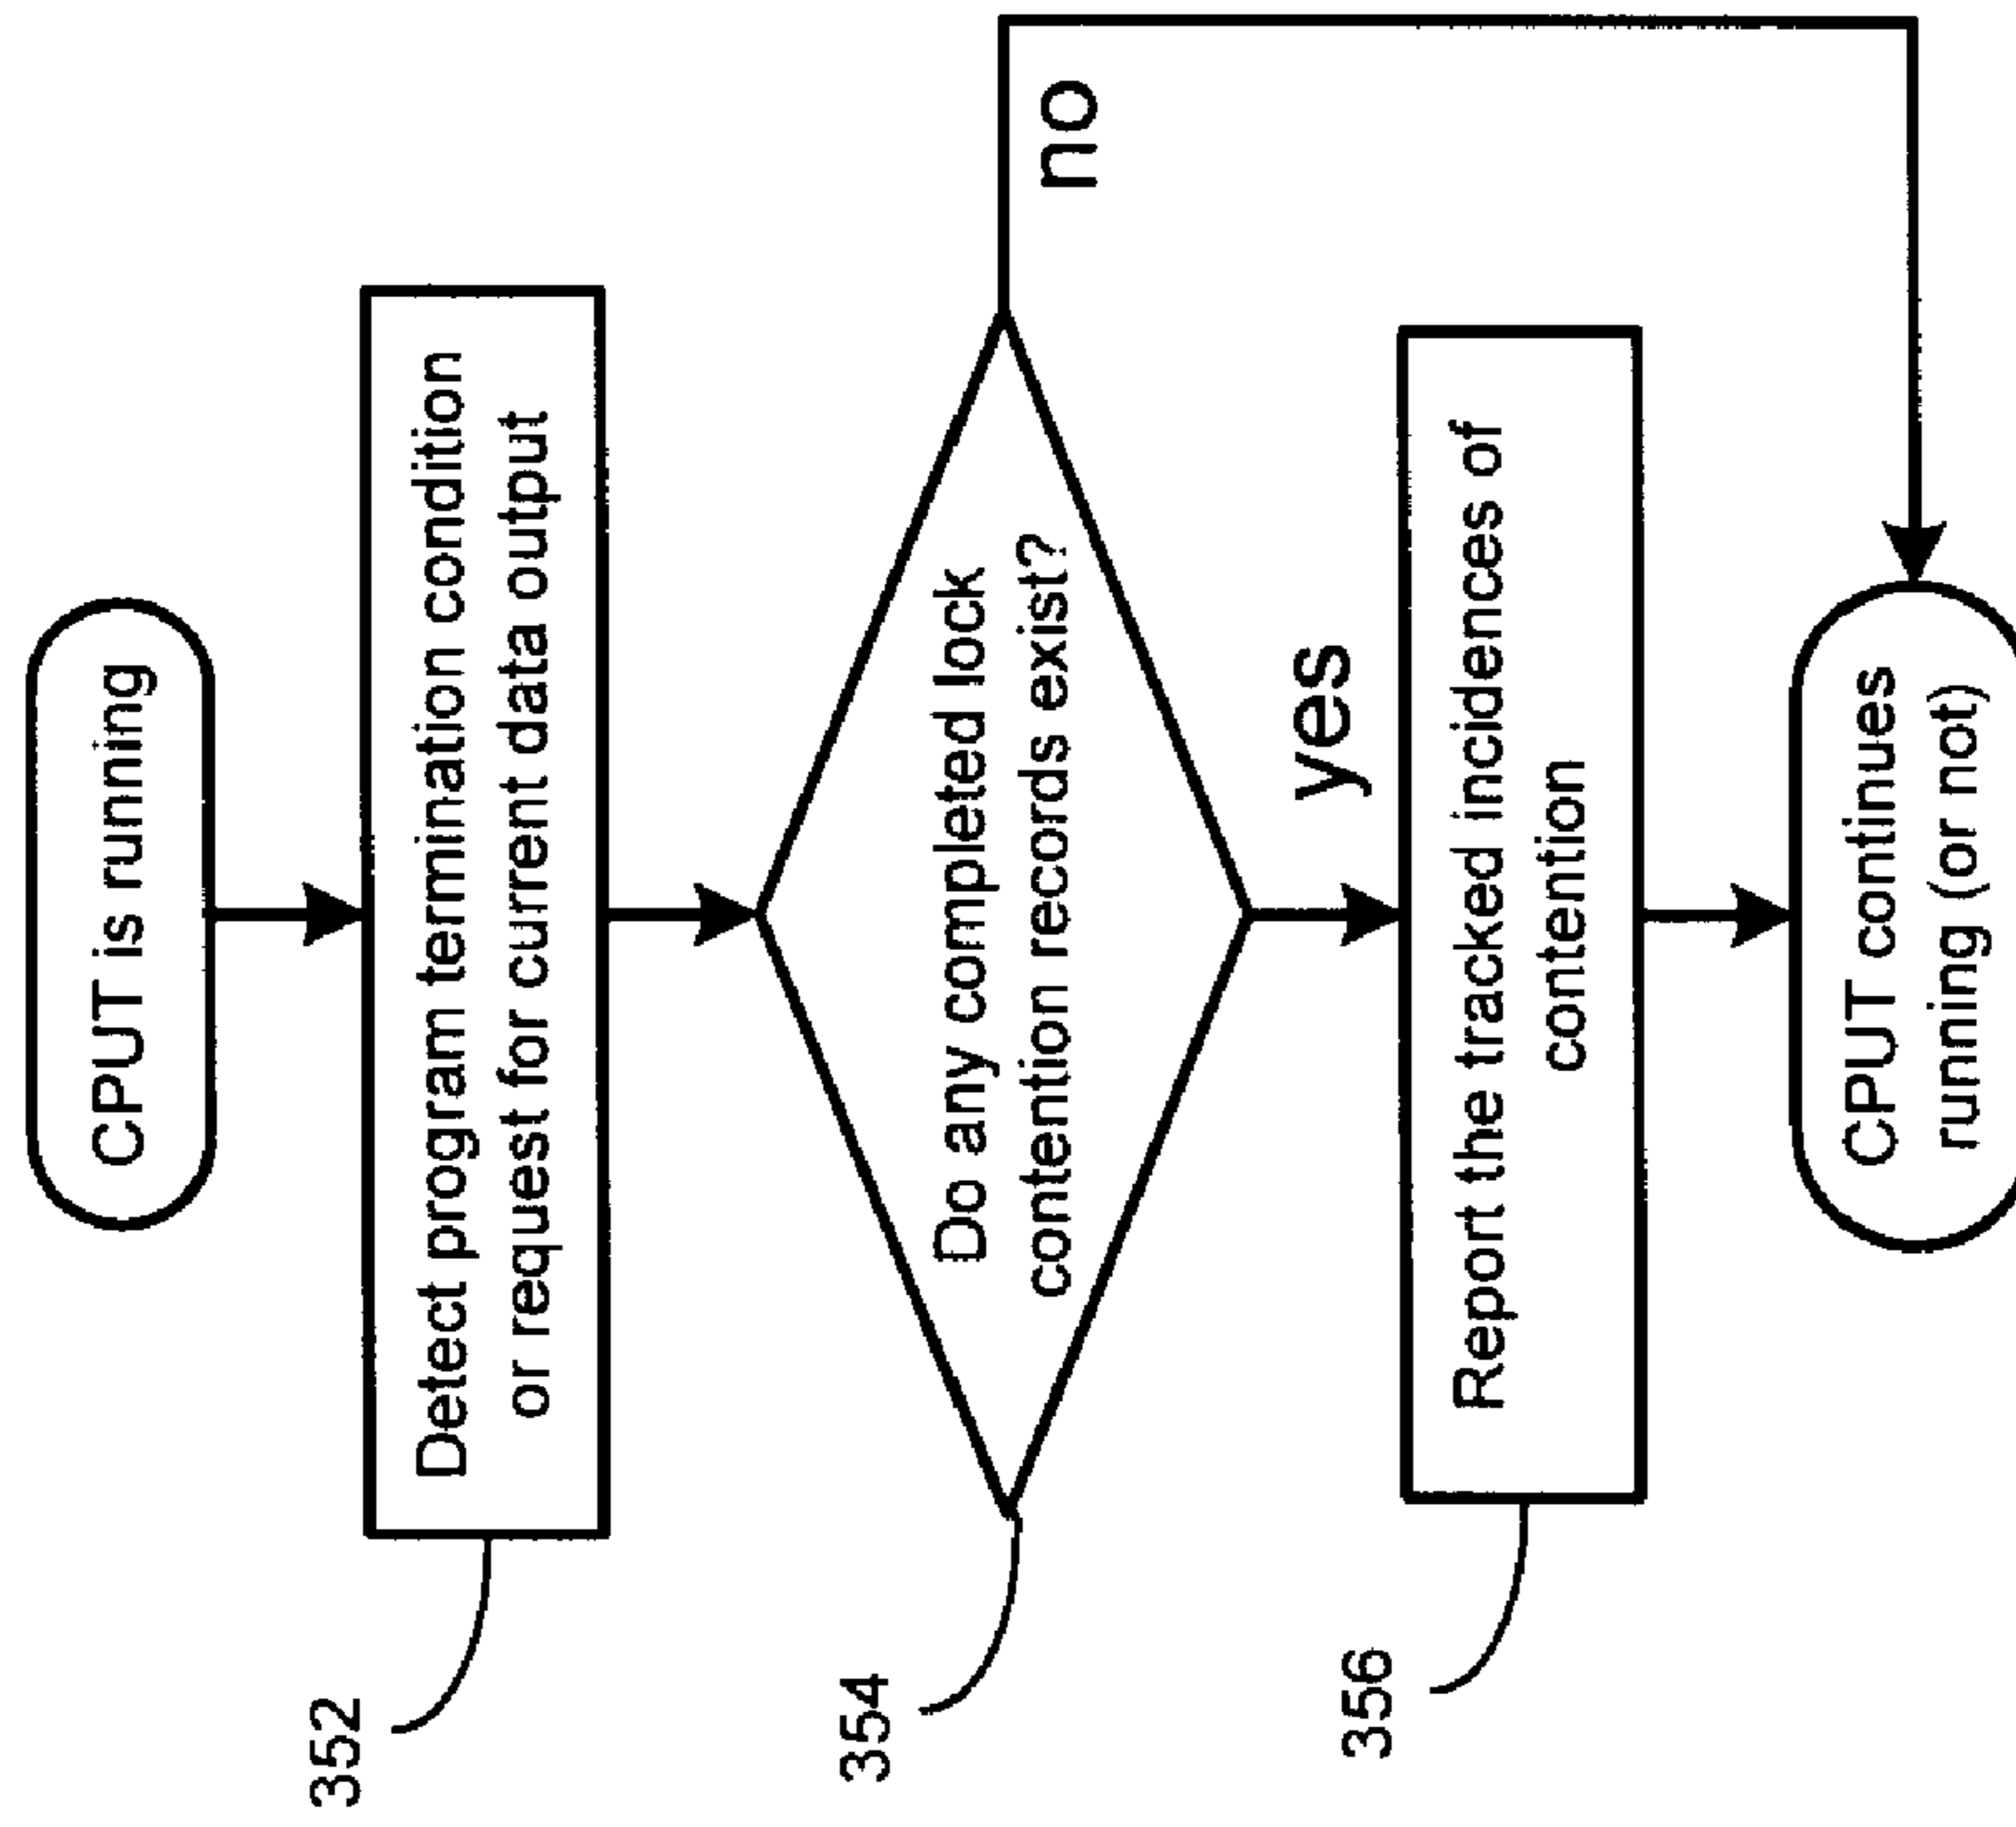 CPUT is running
352
Detect program termination condition
or request for current data output
354
Do any completed lock
contention records exist?
no
yes
356
Report the tracked incidences of
contention
CPUT continues
running (or not)